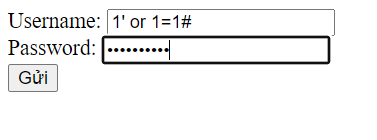 Username: 1' or 1=1#
Password: ••••••••••
Gửi